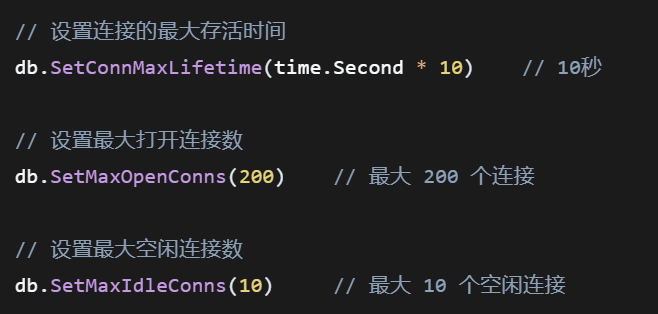 // 设置连接的最大存活时间
db.SetConnMaxLifetime(time.Second * 10)    // 10秒
// 设置最大打开连接数
db.SetMaxOpenConns(200)    // 最大 200 个连接
// 设置最大空闲连接数
db.SetMaxIdleConns(10)     // 最大 10 个空闲连接